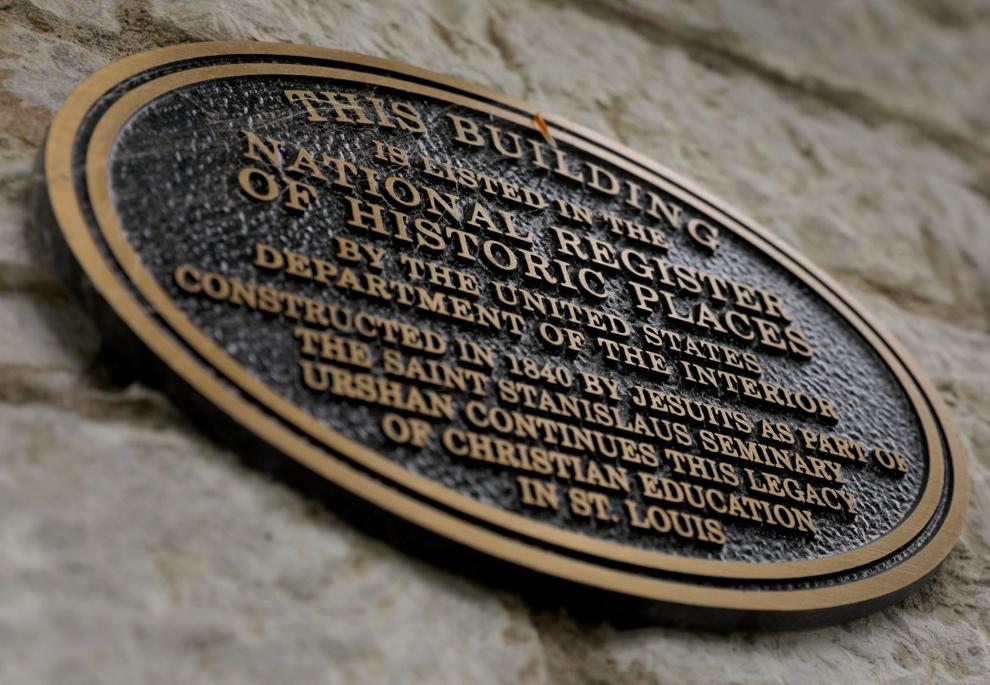 THIS BUILDING
IS LISTED IN THE
NATIONAL REGISTER
OF HISTORIC PLACES
BY THE UNITED STATES
DEPARTMENT OF THE INTERIOR
CONSTRUCTED IN 1840 BY JESUITS AS PART OF
THE SAINT STANISLAUS SEMINARY
URSHAN CONTINUES THIS LEGACY
OF CHRISTIAN EDUCATION
IN ST. LOUIS